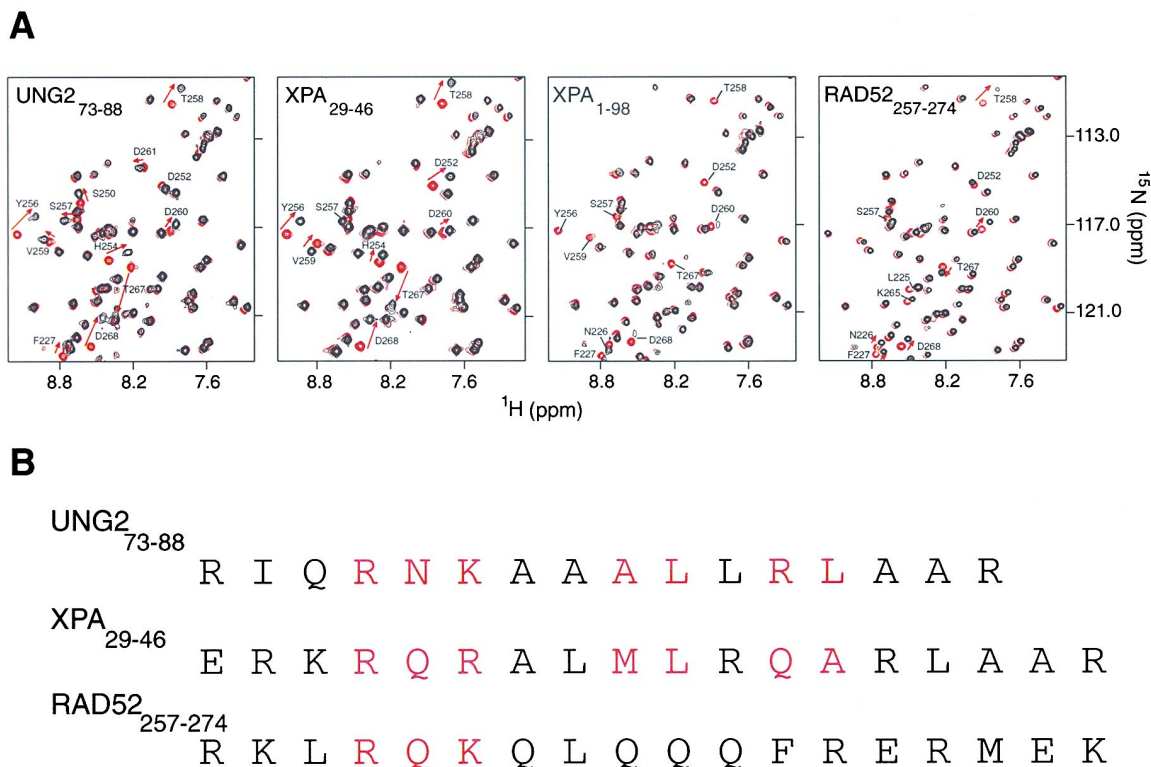 A
UNG2 73-88
T258
D261
D252
S250
Y256
S257
D260
V259
H254
T267
D268
F227
XPA 29-46
T258
D252
Y256
S257
D260
V259
H254
T267
D268
XPA 1-98
T258
D252
Y256
S257
D260
V259
T267
N226
D268
F227
RAD52 257-274
T258
D252
S257
D260
T267
L225
K265
N226
D268
F227
113.0
117.0
121.0
15N (ppm)
8.8 8.2 7.6
8.8 8.2 7.6
8.8 8.2 7.6
8.8 8.2 7.6
1H (ppm)
B
UNG2 73-88
R I Q R N K A A A L L R L A A R
XPA 29-46
E R K R Q R A L M L R Q A R L A A R
RAD52 257-274
R K L R Q K Q L Q Q Q F R E R M E K